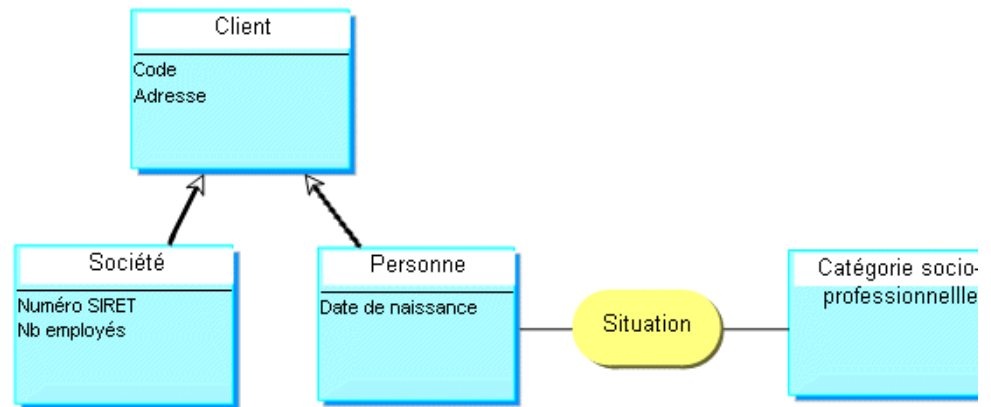 Client
Code
Adresse
Société
Numéro SIRET
Nb employés
Personne
Date de naissance
Situation
Catégorie socio-
professionnellle